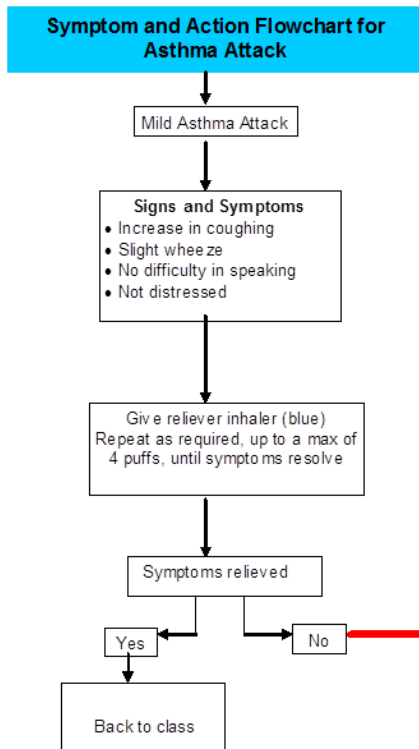 Symptom and Action Flowchart for
Asthma Attack
Mild Asthma Attack
Signs and Symptoms
• Increase in coughing
• Slight wheeze
• No difficulty in speaking
• Not distressed
Give reliever inhaler (blue)
Repeat as required, up to a max of
4 puffs, until symptoms resolve
Symptoms relieved
Yes
No
Back to class